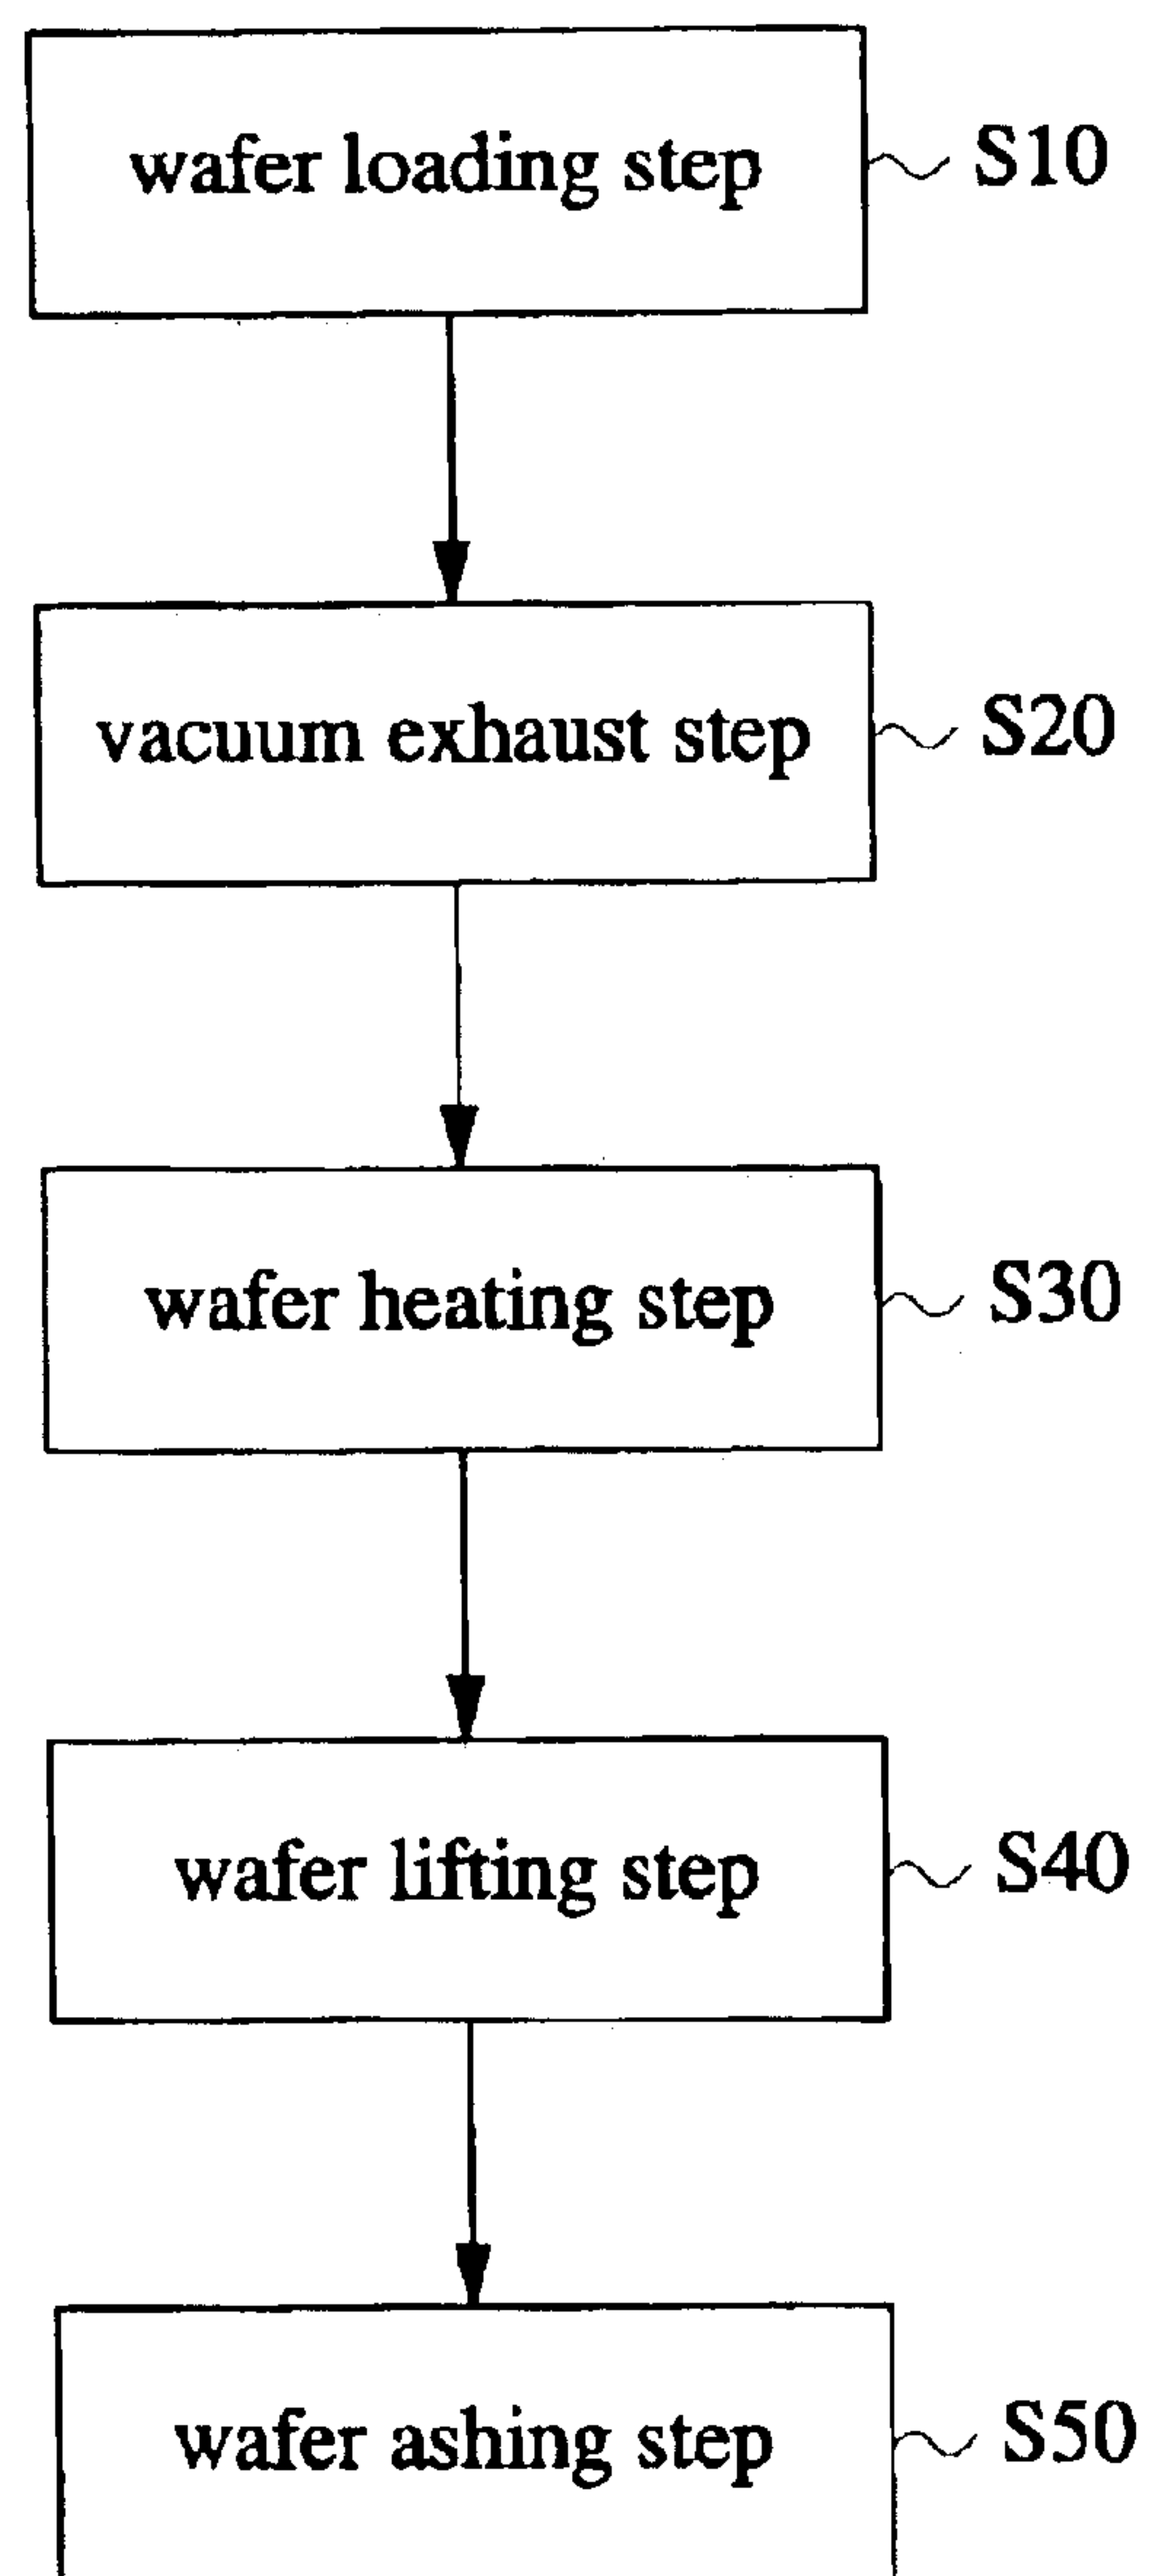 wafer loading step S10
vacuum exhaust step S20
wafer heating step S30
wafer lifting step S40
wafer ashing step S50